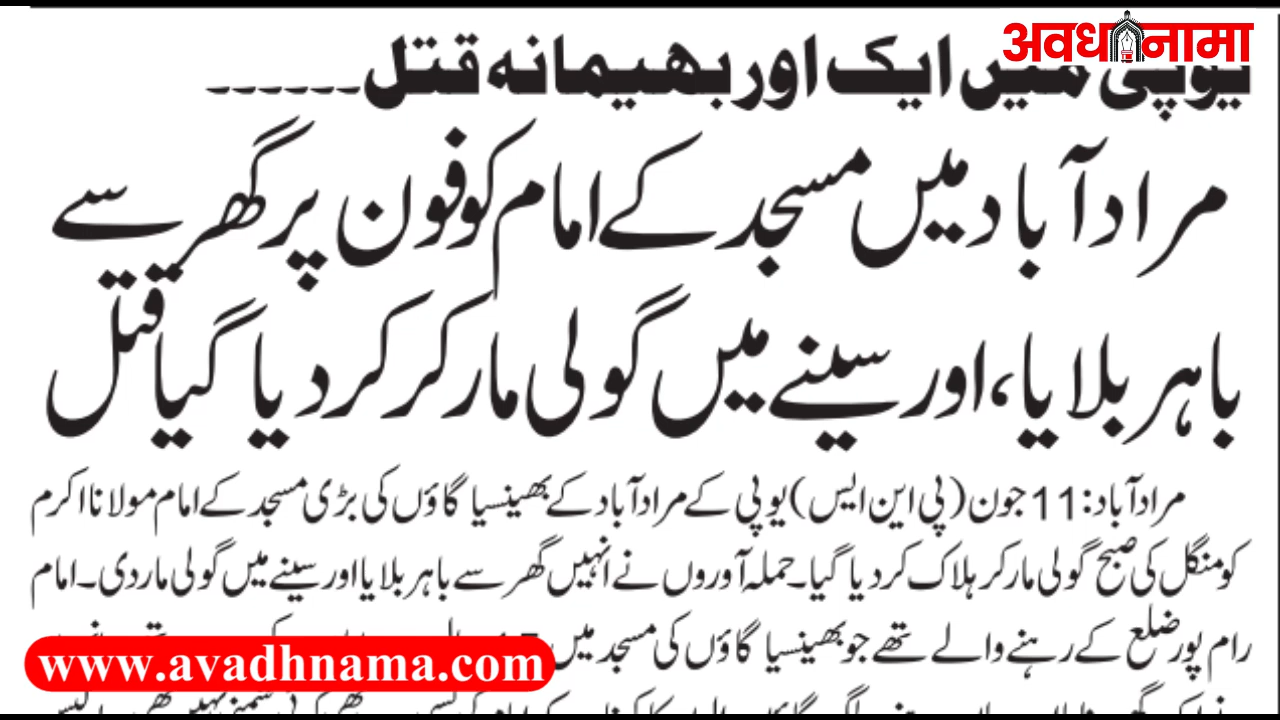 अवधनामा
یوپی میں ایک اور بھیمانہ قتل۔۔۔۔۔۔
مرادآباد میں مسجد کے امام کو فون پر گھر سے
باہر بلایا، اور سینے میں گولی مار کر کر دیا گیا قتل
مرادآباد: 11 جون (پی این ایس) یوپی کے مرادآباد کے بھینسیا گاؤں کی بڑی مسجد کے امام مولانا اکرم
کو منگل کی صبح گولی مار کر ہلاک کر دیا گیا۔ حملہ آوروں نے انہیں گھر سے باہر بلایا اور سینے میں گولی مار دی۔ امام
رام پور ضلع کے رہنے والے تھے جو بھینسیا گاؤں کی مسجد میں
www.avadhnama.com